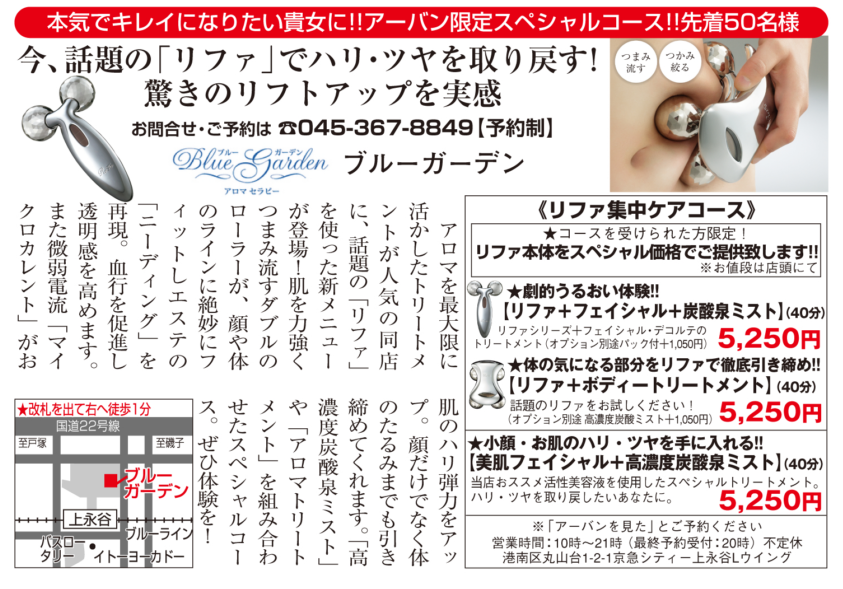 本気でキレイになりたい貴女に!!アーバン限定スペシャルコース!!先着50名様
今、話題の「リファ」でハリ・ツヤを取り戻す!
驚きのリフトアップを実感
お問合せ・ご予約は ☎045-367-8849【予約制】
ブルー ガーデン
Blue Garden
アロマ セラピー
ブルーガーデン
つまみ
流す
つかみ
絞る
アロマを最大限に
活かしたトリートメ
ントが人気の同店
に、話題の「リファ」
を使った新メニュー
が登場!肌を力強く
つまみ流すダブルの
ローラーが、顔や体
のラインに絶妙にフ
ィットしエステの
「ニーディング」を
再現。血行を促進し
透明感を高めます。
また微弱電流「マイ
クロカレント」がお
肌のハリ弾力をアッ
プ。顔だけでなく体
のたるみまでも引き
締めてくれます。「高
濃度炭酸泉ミスト」
や「アロマトリート
メント」を組み合わ
せたスペシャルコー
ス。ぜひ体験を!
《リファ集中ケアコース》
★コースを受けられた方限定!
リファ本体をスペシャル価格でご提供致します!!
※お値段は店頭にて
★劇的うるおい体験!!
【リファ+フェイシャル+炭酸泉ミスト】(40分)
リファシリーズ+フェイシャル・デコルテの
トリートメント(オプション別途パック付+1,050円)
5,250円
★体の気になる部分をリファで徹底引き締め!!
【リファ+ボディートリートメント】(40分)
話題のリファをお試しください!
(オプション別途 高濃度炭酸ミスト+1,050円)
5,250円
★小顔・お肌のハリ・ツヤを手に入れる!!
【美肌フェイシャル+高濃度炭酸泉ミスト】(40分)
当店おススメ活性美容液を使用したスペシャルトリートメント。
ハリ・ツヤを取り戻したいあなたに。
5,250円
※「アーバンを見た」とご予約ください
営業時間:10時〜21時(最終予約受付:20時) 不定休
港南区丸山台1-2-1京急シティー上永谷Lウイング
★改札を出て右へ徒歩1分
国道22号線
至戸塚
至磯子
ブルー
ガーデン
上永谷
ブルーライン
バスロー
タリー
イトーヨーカドー